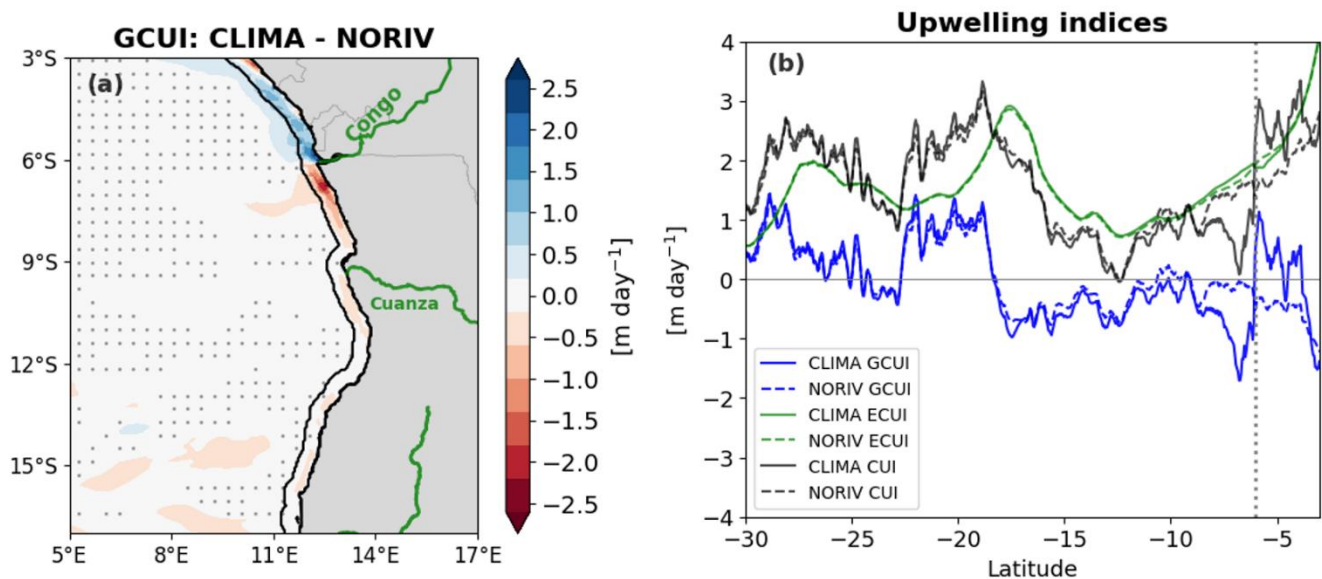 GCUI: CLIMA - NORIV
(a)
3°S
6°S
9°S
12°S
15°S
5°E
8°E
11°E
14°E
17°E
Congo
Cuanza
2.5
2.0
1.5
1.0
0.5
0.0
−0.5
−1.0
−1.5
−2.0
−2.5
[m day⁻¹]
Upwelling indices
(b)
4
3
2
1
0
−1
−2
−3
−4
[m day⁻¹]
CLIMA GCUI
NORIV GCUI
CLIMA ECUI
NORIV ECUI
CLIMA CUI
NORIV CUI
−30
−25
−20
−15
−10
−5
Latitude